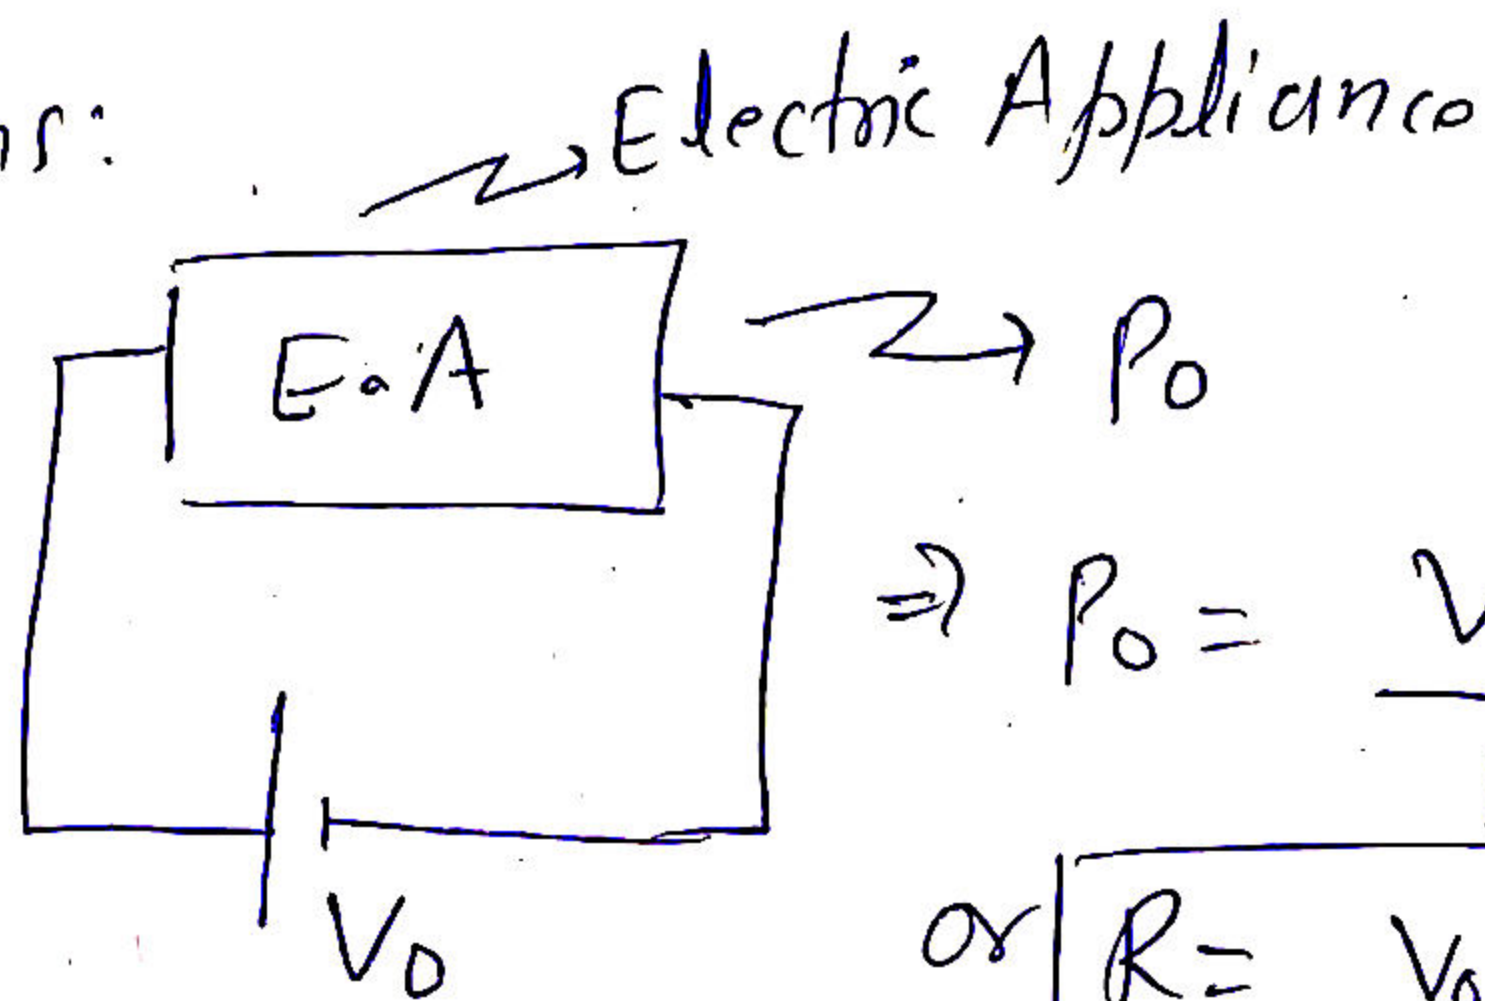 Electric Appliance
E.A
P₀
⇒ P₀ =
V₀
or R = V₀